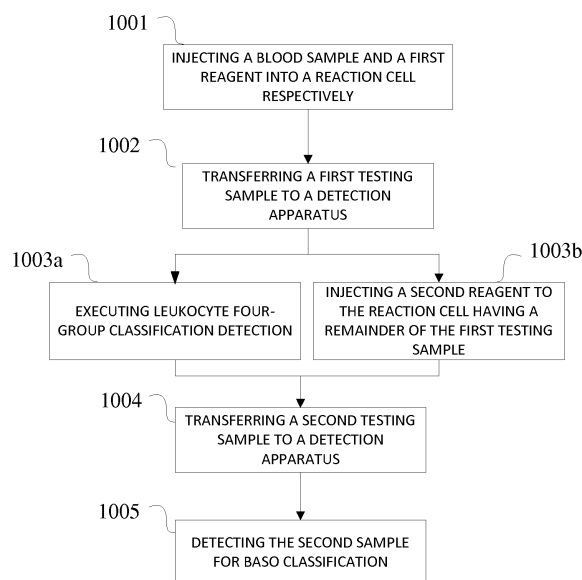 1001
INJECTING A BLOOD SAMPLE AND A FIRST
REAGENT INTO A REACTION CELL
RESPECTIVELY
1002
TRANSFERRING A FIRST TESTING
SAMPLE TO A DETECTION
APPARATUS
1003a
EXECUTING LEUKOCYTE FOUR-
GROUP CLASSIFICATION DETECTION
1003b
INJECTING A SECOND REAGENT TO
THE REACTION CELL HAVING A
REMAINDER OF THE FIRST TESTING
SAMPLE
1004
TRANSFERRING A SECOND TESTING
SAMPLE TO A DETECTION
APPARATUS
1005
DETECTING THE SECOND SAMPLE
FOR BASO CLASSIFICATION